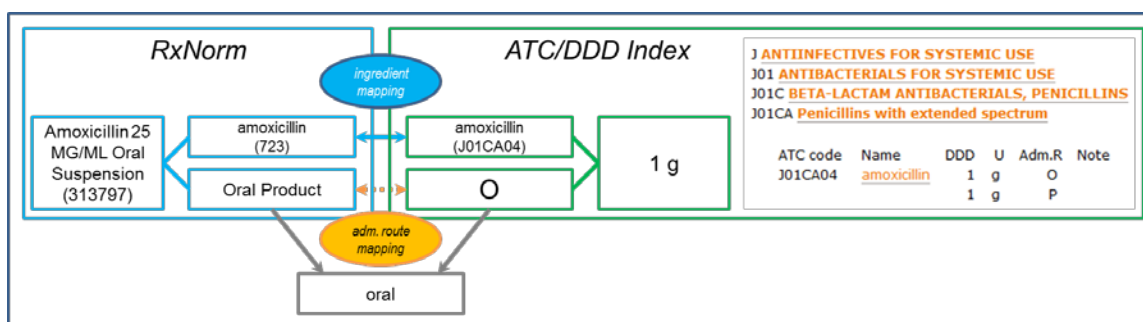 RxNorm
Amoxicillin 25
MG/ML Oral
Suspension
(313797)
amoxicillin
(723)
Oral Product
ingredient
mapping
adm. route
mapping
oral
ATC/DDD Index
amoxicillin
(J01CA04)
O
1 g
J ANTIINFECTIVES FOR SYSTEMIC USE
J01 ANTIBACTERIALS FOR SYSTEMIC USE
J01C BETA-LACTAM ANTIBACTERIALS, PENICILLINS
J01CA Penicillins with extended spectrum
ATC code Name DDD U Adm.R Note
J01CA04 amoxicillin 1 g O
1 g P